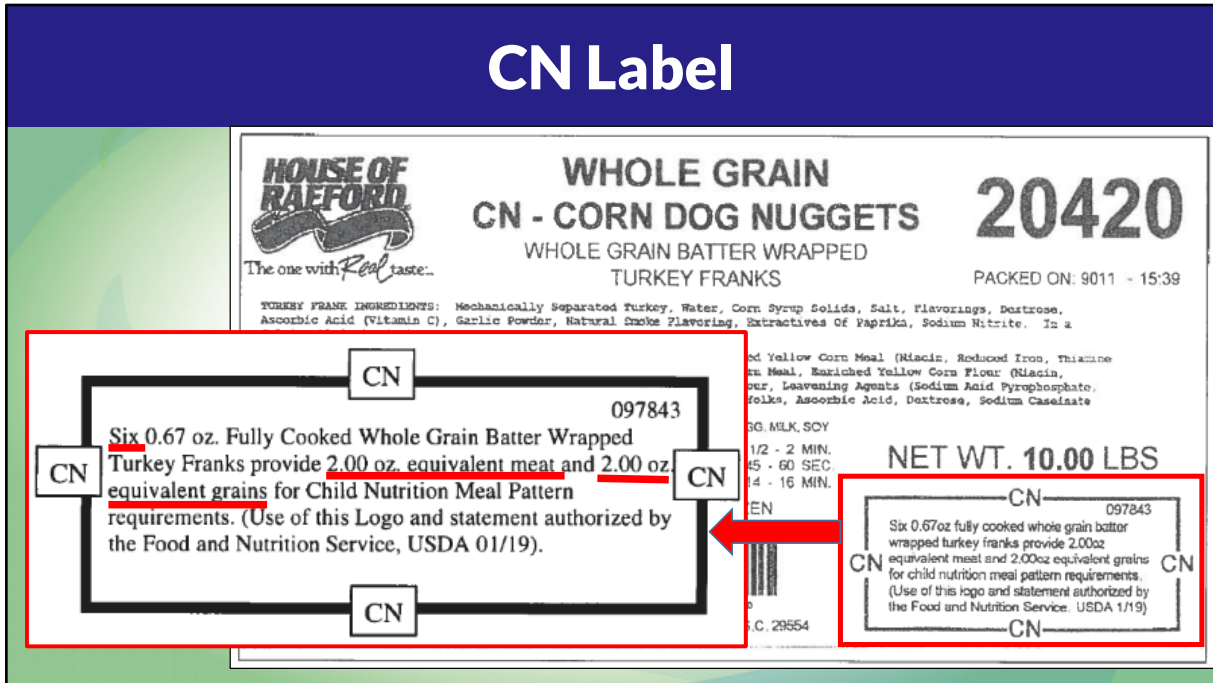 CN Label
HOUSE OF
RAEFORD
The one with Real taste...
WHOLE GRAIN
CN - CORN DOG NUGGETS
WHOLE GRAIN BATTER WRAPPED
TURKEY FRANKS
20420
PACKED ON: 9011 - 15:39
TURKEY FRANK INGREDIENTS: Mechanically Separated Turkey, Water, Corn Syrup Solids, Salt, Flavorings, Dextrose,
Ascorbic Acid (Vitamin C), Garlic Powder, Natural Smoke Flavoring, Extractives Of Paprika, Sodium Nitrite. In a
Yellow Corn Meal (Niacin, Reduced Iron, Thiamine
Meal, Enriched Yellow Corn Flour (Niacin,
Leavening Agents (Sodium Acid Pyrophosphate,
Ascorbic Acid, Dextrose, Sodium Caseinate
MILK, SOY
1/2 - 2 MIN.
45 - 60 SEC.
14 - 16 MIN.
NET WT. 10.00 LBS
S.C. 29554
CN
097843
Six 0.67 oz. Fully Cooked Whole Grain Batter Wrapped
CN Turkey Franks provide 2.00 oz. equivalent meat and 2.00 oz. CN
equivalent grains for Child Nutrition Meal Pattern
requirements. (Use of this Logo and statement authorized by
the Food and Nutrition Service, USDA 01/19).
CN
CN
097843
Six 0.67oz fully cooked whole grain batter
wrapped turkey franks provide 2.00oz
CN equivalent meat and 2.00oz equivalent grains CN
for child nutrition meal pattern requirements.
(Use of this logo and statement authorized by
the Food and Nutrition Service. USDA 1/19)
CN